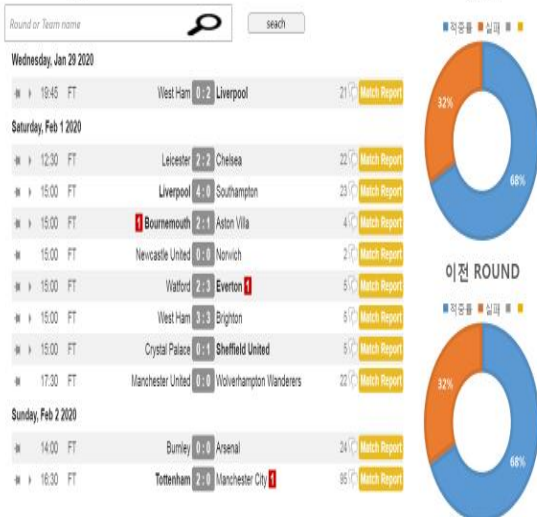 Round or Team name
seach
Wednesday, Jan 29 2020
19:45 FT West Ham 0 : 2 Liverpool 21 Match Report
Saturday, Feb 1 2020
12:30 FT Leicester 2 : 2 Chelsea 22 Match Report
15:00 FT Liverpool 4 : 0 Southampton 23 Match Report
15:00 FT 1 Bournemouth 2 : 1 Aston Villa 4 Match Report
15:00 FT Newcastle United 0 : 0 Norwich 2 Match Report
15:00 FT Watford 2 : 3 Everton 1 5 Match Report
15:00 FT West Ham 3 : 3 Brighton 5 Match Report
15:00 FT Crystal Palace 0 : 1 Sheffield United 5 Match Report
17:30 FT Manchester United 0 : 0 Wolverhampton Wanderers 22 Match Report
Sunday, Feb 2 2020
14:00 FT Burnley 0 : 0 Arsenal 24 Match Report
16:30 FT Tottenham 2 : 0 Manchester City 1 95 Match Report
적중률 실패
32%
68%
이전 ROUND
적중률 실패
32%
68%